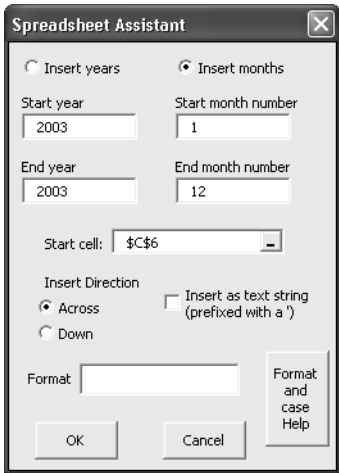 Spreadsheet Assistant
Insert years Insert months
Start year Start month number
2003 1
End year End month number
2003 12
Start cell: $C$6
Insert Direction
Across
Down
Insert as text string
(prefixed with a ')
Format
Format
and
case
Help
OK Cancel